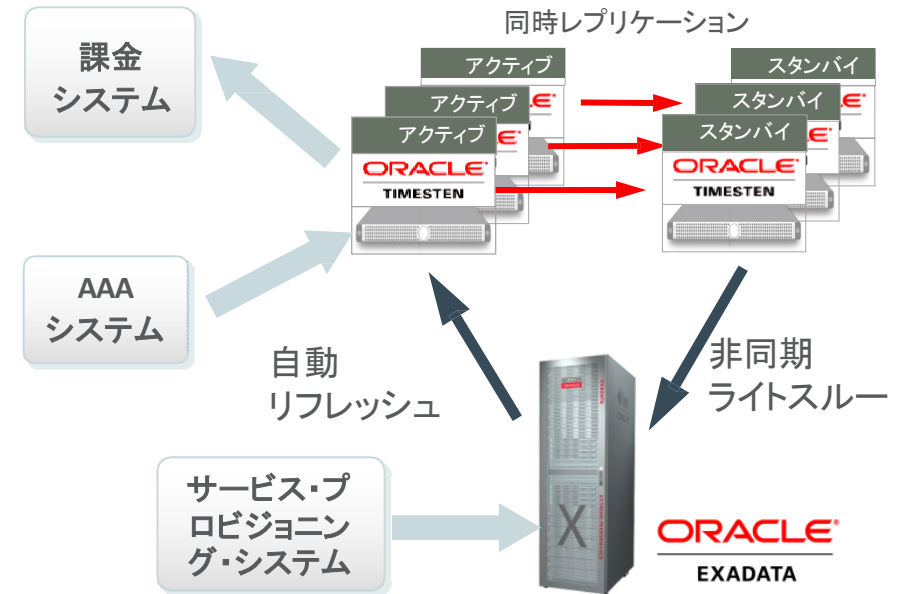 同時レプリケーション
課金
システム
アクティブ
アクティブ
アクティブ
ORACLE
TIMESTEN
スタンバイ
スタンバイ
スタンバイ
ORACLE
TIMESTEN
AAA
システム
自動
リフレッシュ
非同期
ライトスルー
サービス・プ
ロビジョニン
グ・システム
X
ORACLE
EXADATA